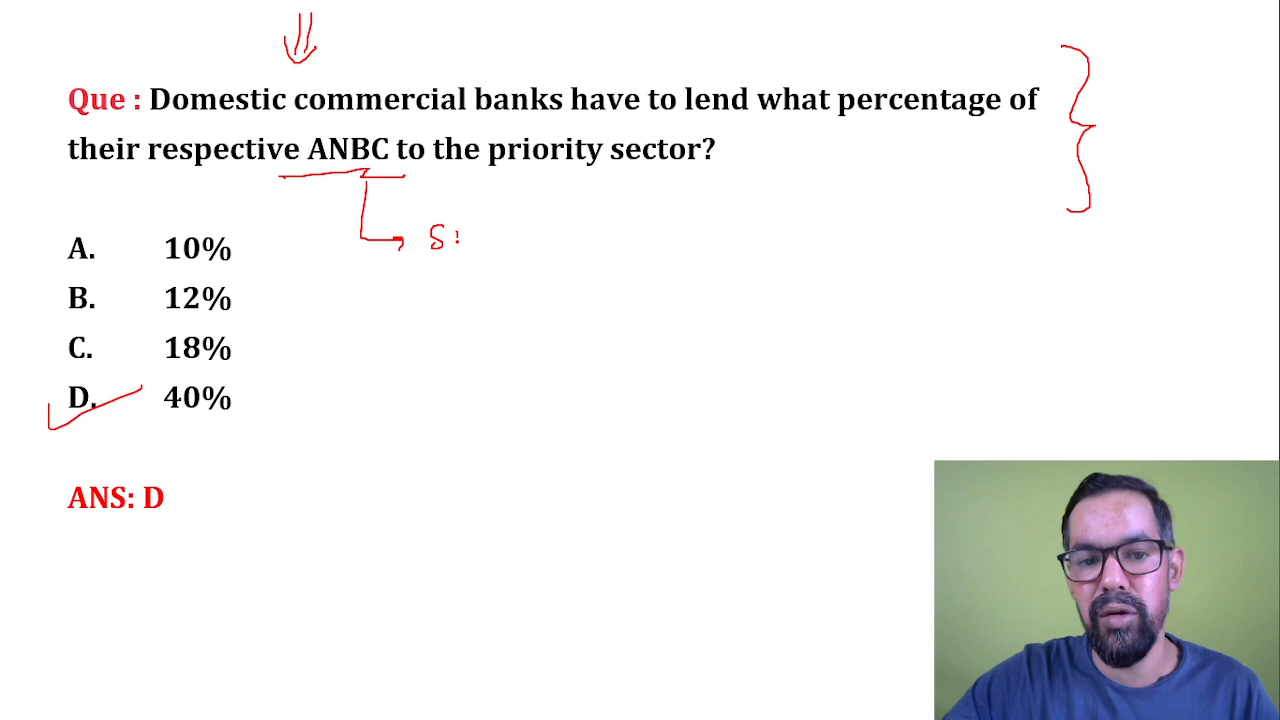 Que : Domestic commercial banks have to lend what percentage of
their respective ANBC to the priority sector?
A. 10%
B. 12%
C. 18%
D. 40%
ANS: D